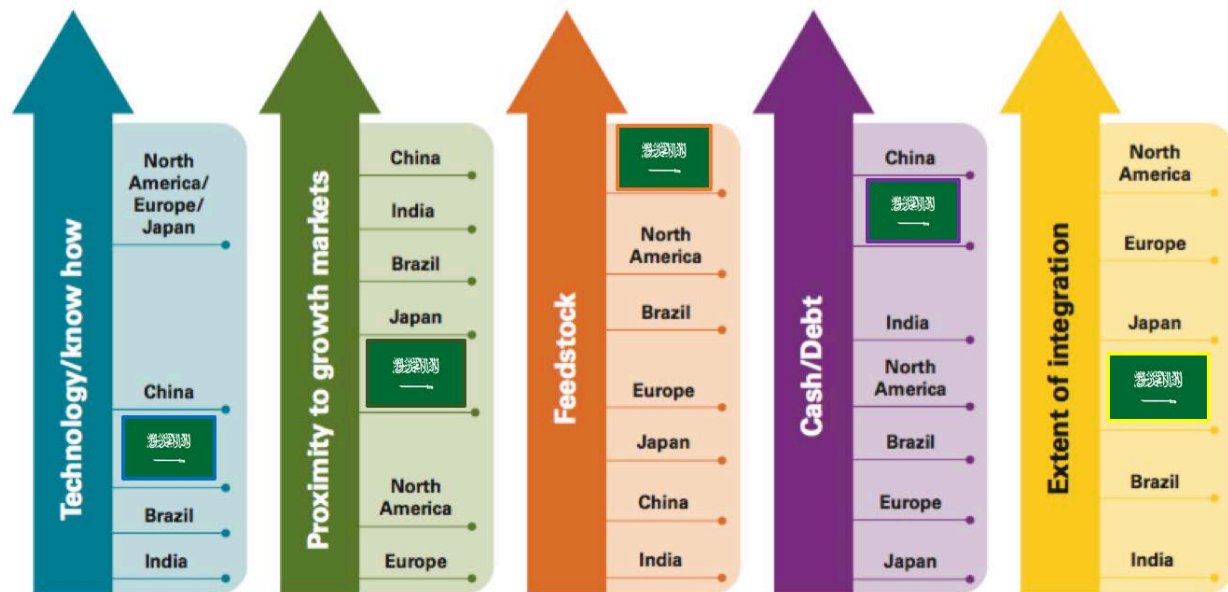 Technology/know how
North
America/
Europe/
Japan
China
Brazil
India
Proximity to growth markets
China
India
Brazil
Japan
North
America
Europe
Feedstock
North
America
Brazil
Europe
Japan
China
India
Cash/Debt
China
India
North
America
Brazil
Europe
Japan
Extent of integration
North
America
Europe
Japan
Brazil
India